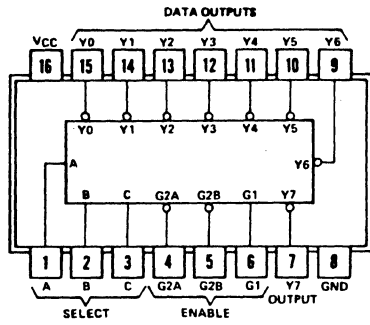 DATA OUTPUTS
VCC Y0 Y1 Y2 Y3 Y4 Y5 Y6
16 15 14 13 12 11 10 9
Y0 Y1 Y2 Y3 Y4 Y5
A Y6
B C G2A G2B G1 Y7
1 2 3 4 5 6 7 8
A B C G2A G2B G1 Y7 GND
SELECT ENABLE OUTPUT